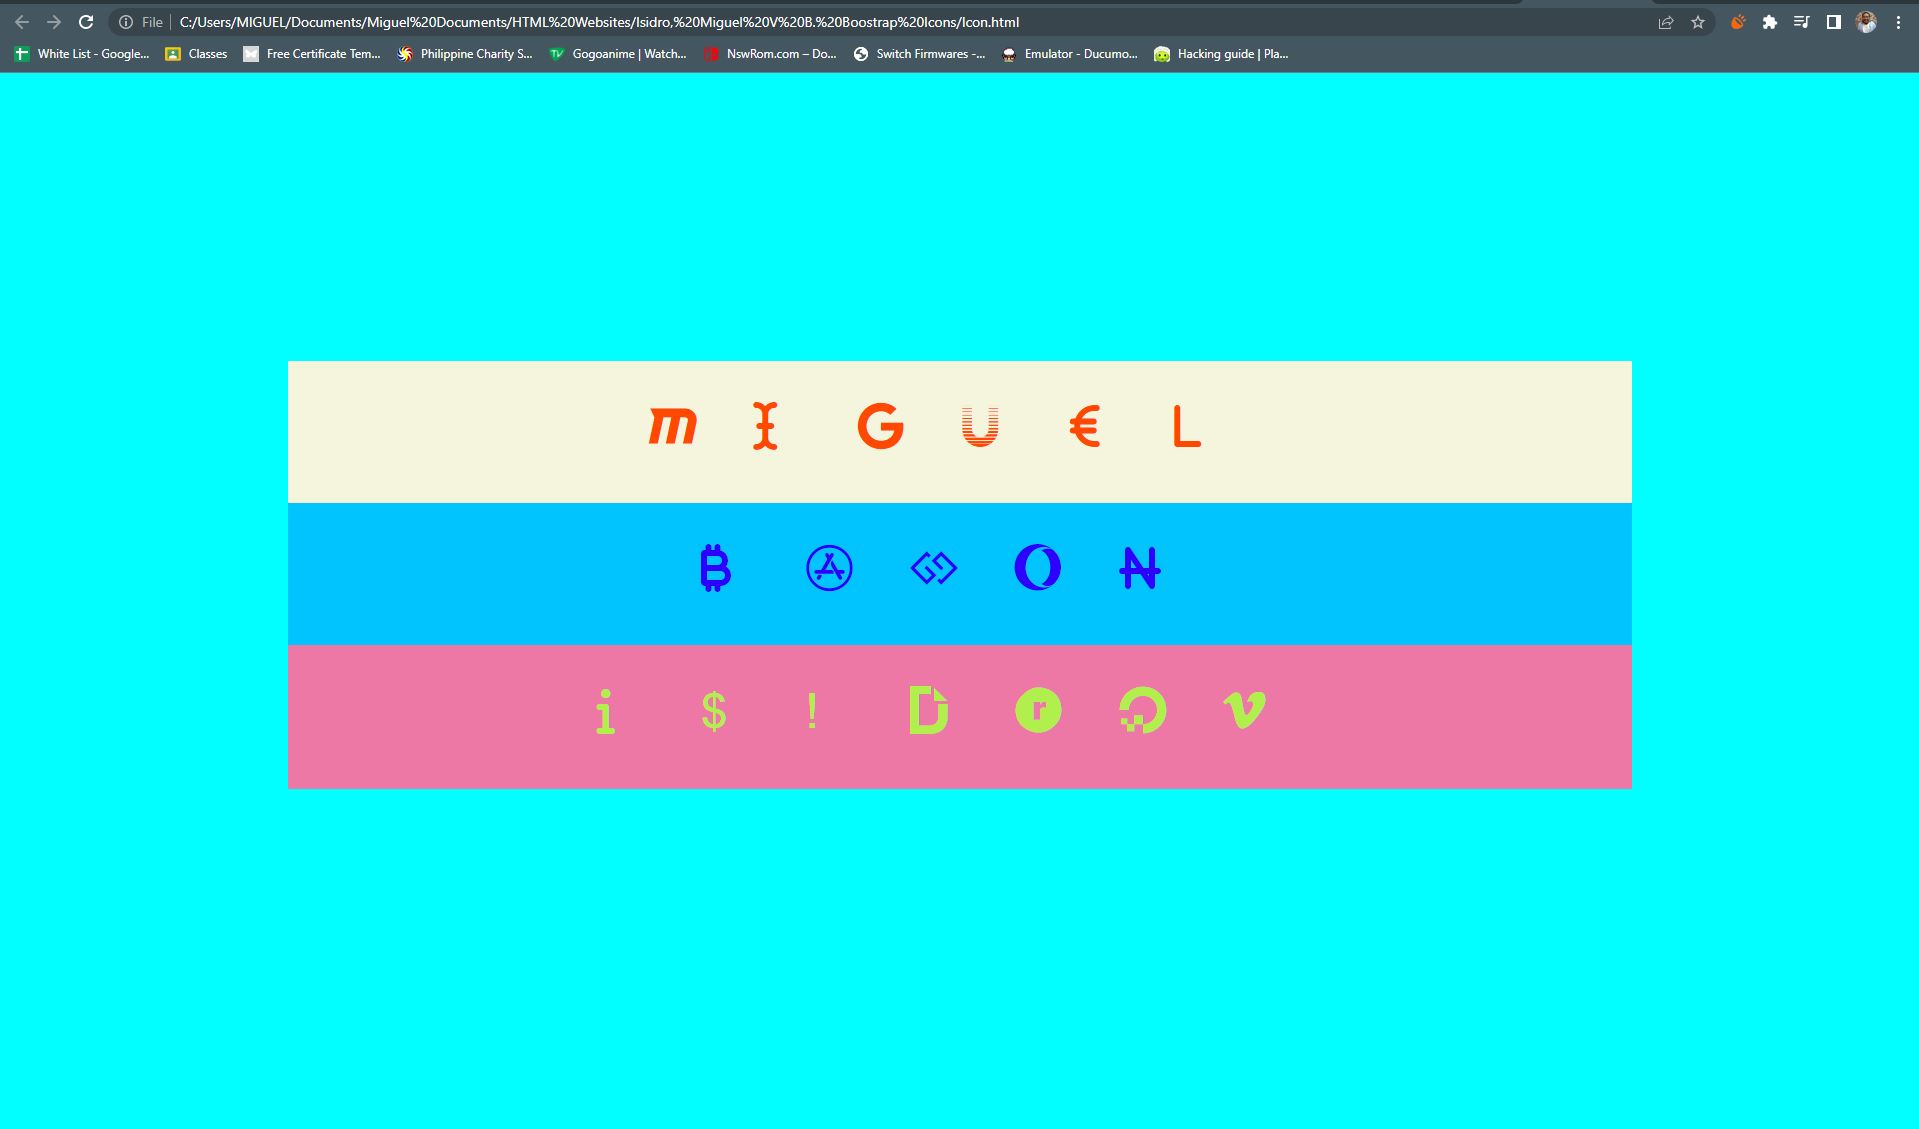 File | C:/Users/MIGUEL/Documents/Miguel%20Documents/HTML%20Websites/Isidro,%20Miguel%20V%20B.%20Boostrap%20Icons/Icon.html
White List - Google... Classes Free Certificate Tem... Philippine Charity S... Gogoanime | Watch... NswRom.com – Do... Switch Firmwares -... Emulator - Ducumo... Hacking guide | Pla...
m I G U € L
B A G O N
i $ ! D r O v